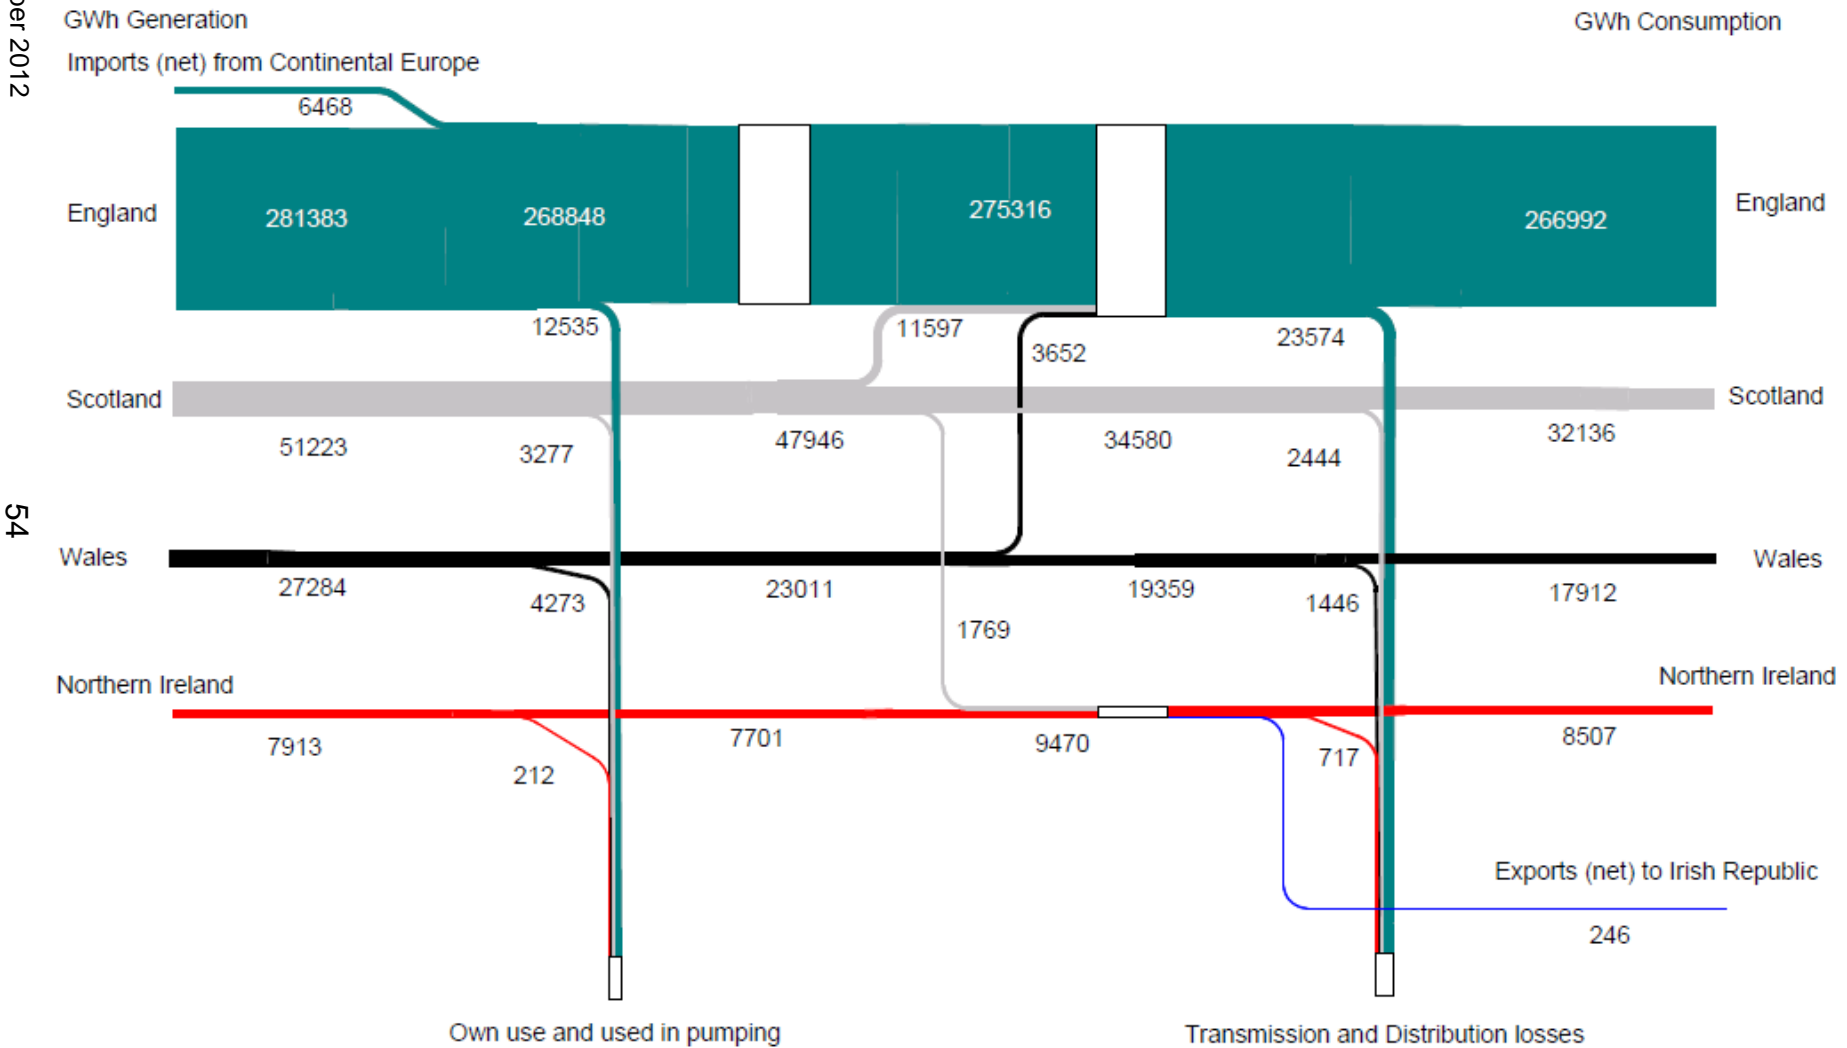 GWh Generation
GWh Consumption
Imports (net) from Continental Europe
6468
England
281383
268848
275316
266992
England
12535
11597
3652
23574
Scotland
Scotland
51223
3277
47946
34580
2444
32136
Wales
Wales
27284
4273
23011
19359
1446
17912
1769
Northern Ireland
Northern Ireland
7913
212
7701
9470
717
8507
Exports (net) to Irish Republic
246
Own use and used in pumping
Transmission and Distribution losses
2012
54